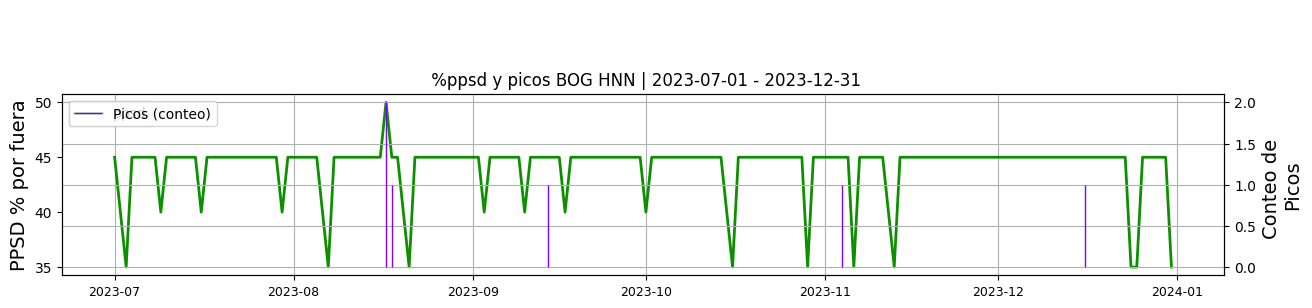 %ppsd y picos BOG HNN | 2023-07-01 - 2023-12-31
Picos (conteo)
PPSD % por fuera
50
45
40
35
2.0
1.5
1.0
0.5
0.0
Conteo de
Picos
2023-07 2023-08 2023-09 2023-10 2023-11 2023-12 2024-01